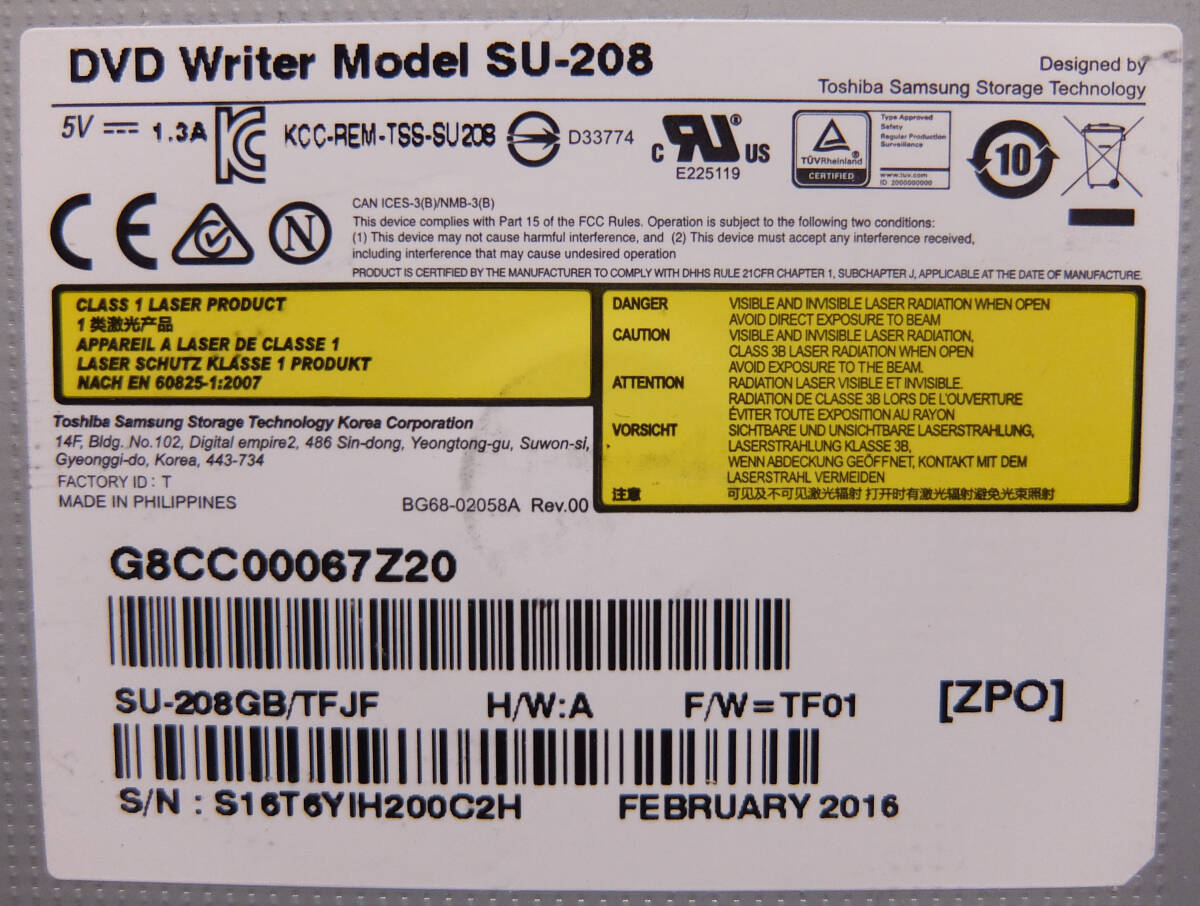 DVD Writer Model SU-208
Designed by
Toshiba Samsung Storage Technology
5V 1.3A
KCC-REM-TSS-SU208
D33774
c RU ® US
E225119
TÜVRheinland ®
CERTIFIED
Type Approved
Safety
Regular Production
Surveillance
www.tuv.com
ID 2000000000
10
CE
N
CAN ICES-3(B)/NMB-3(B)
This device complies with Part 15 of the FCC Rules. Operation is subject to the following two conditions:
(1) This device may not cause harmful interference, and (2) This device must accept any interference received,
including interference that may cause undesired operation
PRODUCT IS CERTIFIED BY THE MANUFACTURER TO COMPLY WITH DHHS RULE 21CFR CHAPTER 1, SUBCHAPTER J, APPLICABLE AT THE DATE OF MANUFACTURE.
CLASS 1 LASER PRODUCT
1 类激光产品
APPAREIL A LASER DE CLASSE 1
LASER SCHUTZ KLASSE 1 PRODUKT
NACH EN 60825-1:2007
DANGER VISIBLE AND INVISIBLE LASER RADIATION WHEN OPEN
AVOID DIRECT EXPOSURE TO BEAM
CAUTION VISIBLE AND INVISIBLE LASER RADIATION,
CLASS 3B LASER RADIATION WHEN OPEN
AVOID EXPOSURE TO THE BEAM.
ATTENTION RADIATION LASER VISIBLE ET INVISIBLE.
RADIATION DE CLASSE 3B LORS DE L'OUVERTURE
ÉVITER TOUTE EXPOSITION AU RAYON
VORSICHT SICHTBARE UND UNSICHTBARE LASERSTRAHLUNG,
LASERSTRAHLUNG KLASSE 3B,
WENN ABDECKUNG GEÖFFNET, KONTAKT MIT DEM
LASERSTRAHL VERMEIDEN
注意 可见及不可见激光辐射 打开时有激光辐射避免光束照射
Toshiba Samsung Storage Technology Korea Corporation
14F, Bldg. No.102, Digital empire2, 486 Sin-dong, Yeongtong-gu, Suwon-si,
Gyeonggi-do, Korea, 443-734
FACTORY ID : T
MADE IN PHILIPPINES
BG68-02058A Rev.00
G8CC00067Z20
SU-208GB/TFJF H/W:A F/W=TF01 [ZPO]
S/N : S16T6YIH200C2H FEBRUARY 2016